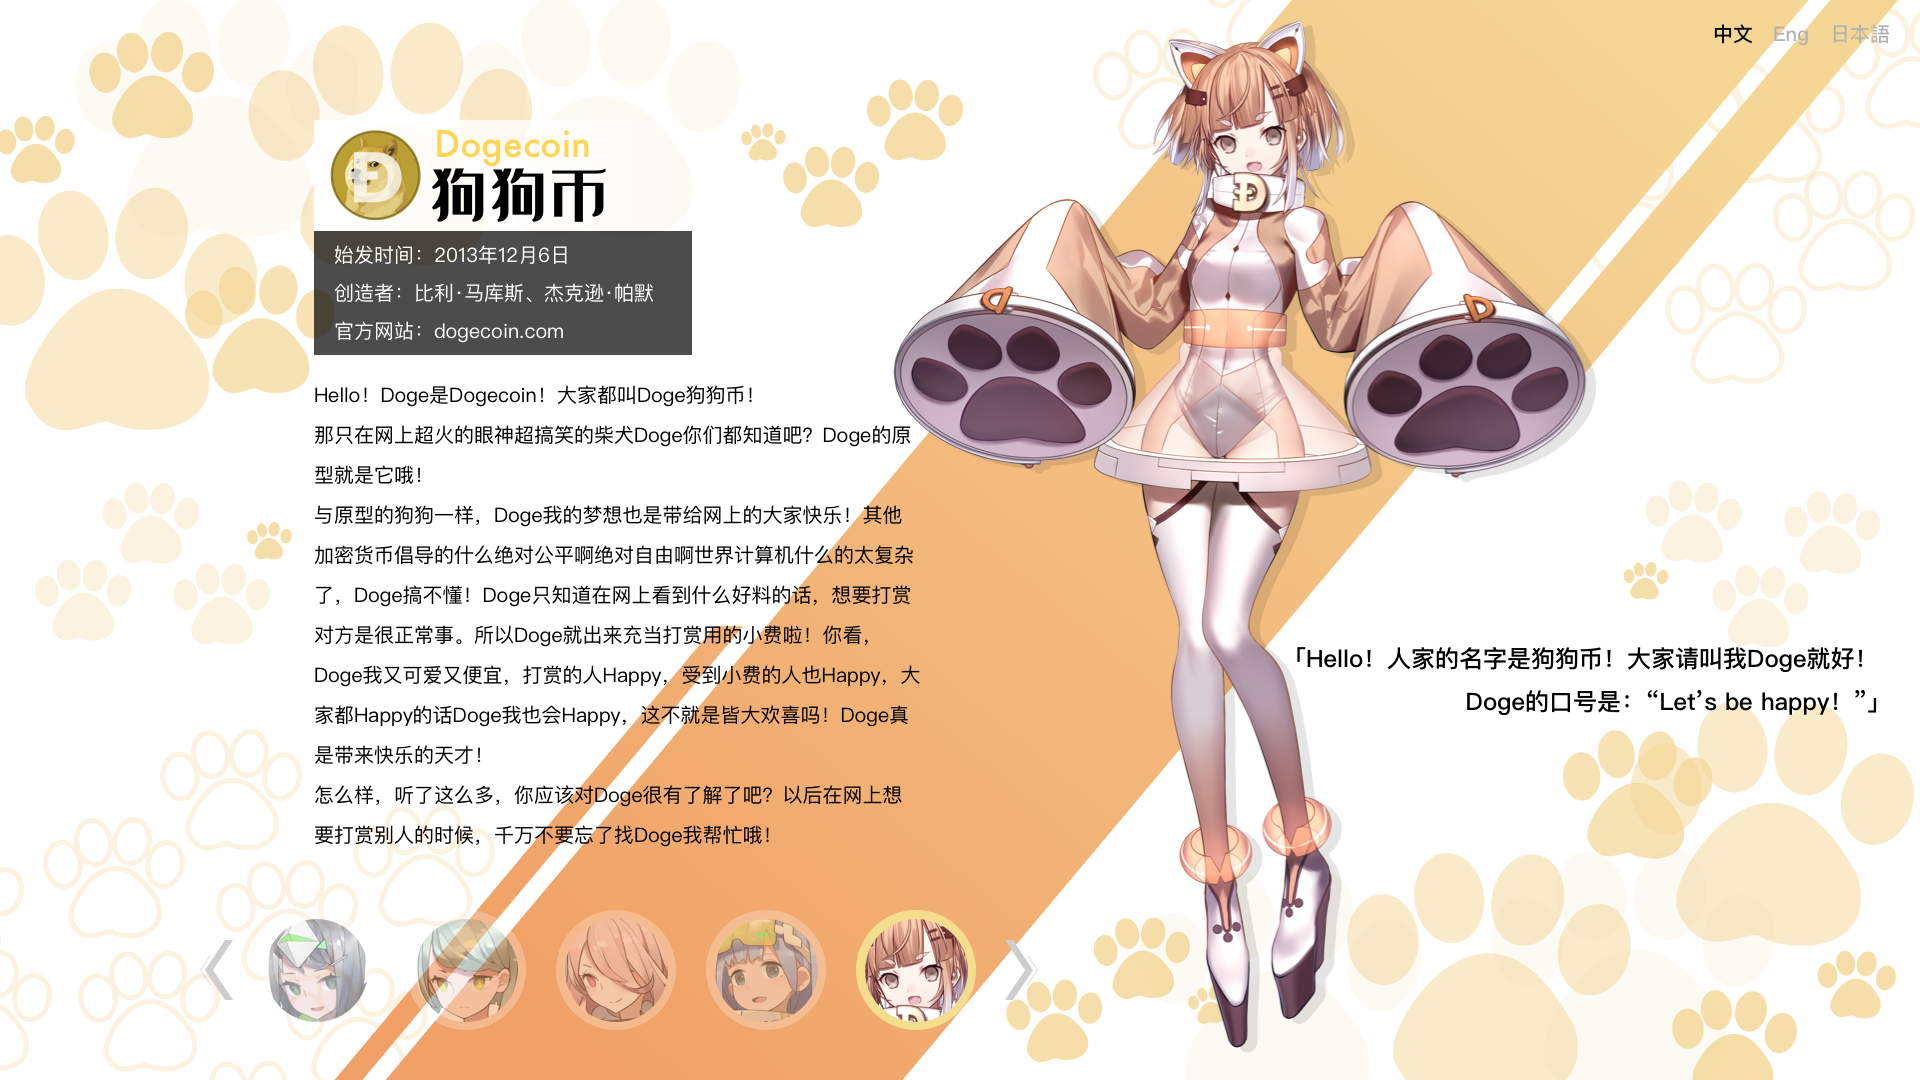 中文 Eng 日本語
Dogecoin
狗狗币
始发时间：2013年12月6日
创造者：比利·马库斯、杰克逊·帕默
官方网站：dogecoin.com
Hello！Doge是Dogecoin！大家都叫Doge狗狗币！
那只在网上超火的眼神超搞笑的柴犬Doge你们都知道吧？Doge的原
型就是它哦！
与原型的狗狗一样，Doge我的梦想也是带给网上的大家快乐！其他
加密货币倡导的什么绝对公平啊绝对自由啊世界计算机什么的太复杂
了，Doge搞不懂！Doge只知道在网上看到什么好料的话，想要打赏
对方是很正常事。所以Doge就出来充当打赏用的小费啦！你看，
Doge我又可爱又便宜，打赏的人Happy，受到小费的人也Happy，大
家都Happy的话Doge我也会Happy，这不就是皆大欢喜吗！Doge真
是带来快乐的天才！
怎么样，听了这么多，你应该对Doge很有了解了吧？以后在网上想
要打赏别人的时候，千万不要忘了找Doge我帮忙哦！
「Hello！人家的名字是狗狗币！大家请叫我Doge就好！
Doge的口号是：“Let’s be happy！”」